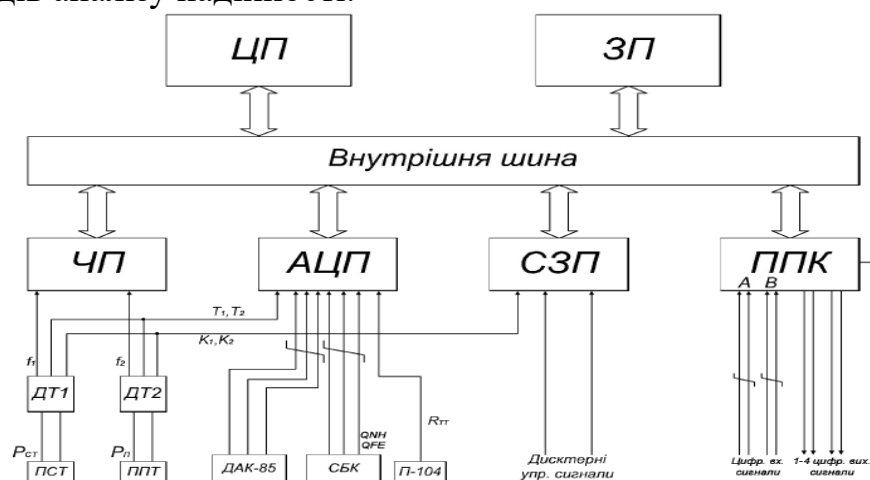 ЦП
ЗП
Внутрішня шина
ЧП
АЦП
СЗП
ППК
A B
T₁,T₂
K₁,K₂
f₁
f₂
ДТ1
ДТ2
Rтт
Pст
Pп
QNH
QFE
ПСТ
ППТ
ДАК-85
СБК
П-104
Дисктерні
упр. сигнали
Цифр. вх.
сигнали
1-4 цифр. вих.
сигнали